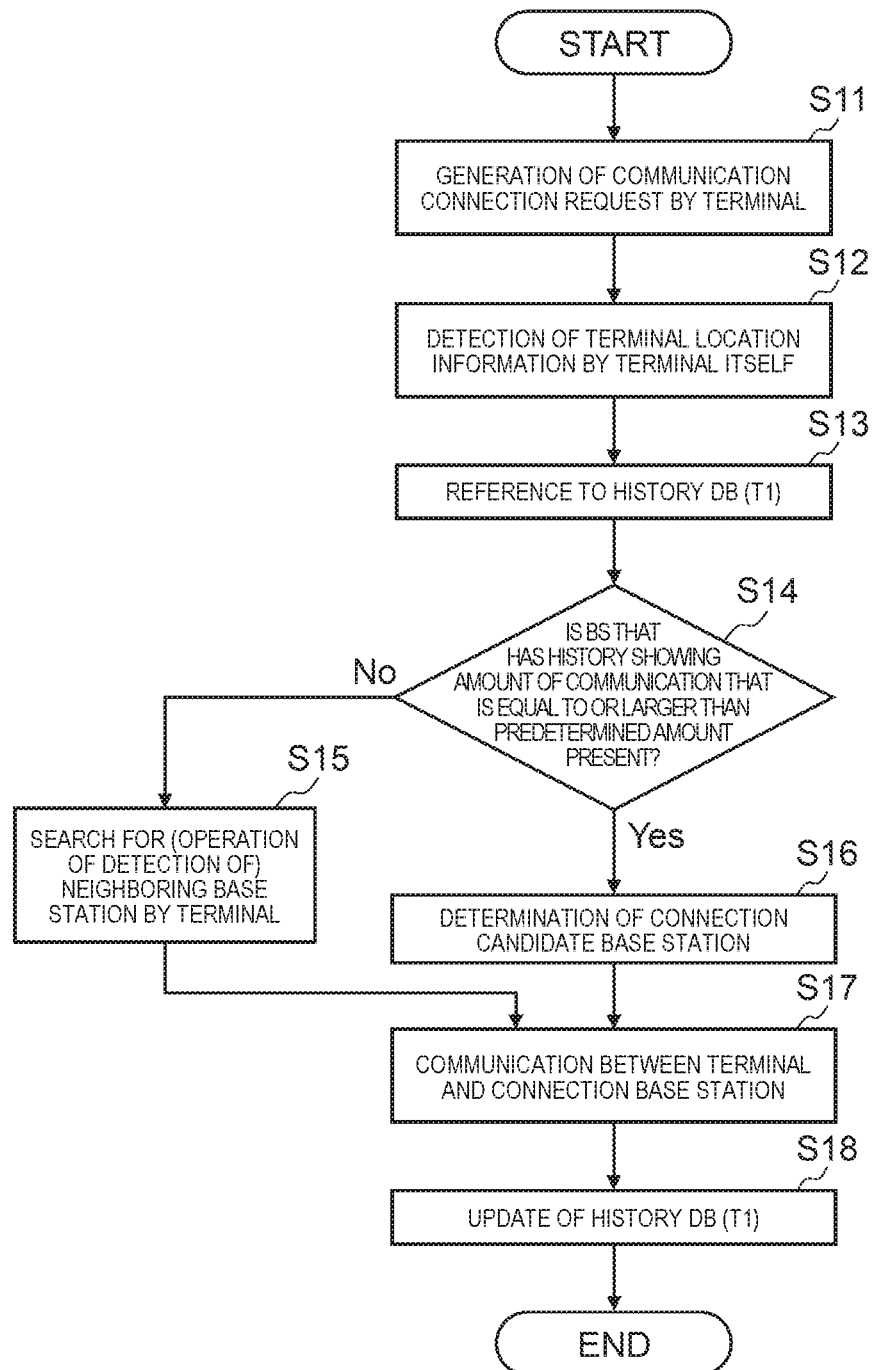 START
S11
GENERATION OF COMMUNICATION
CONNECTION REQUEST BY TERMINAL
S12
DETECTION OF TERMINAL LOCATION
INFORMATION BY TERMINAL ITSELF
S13
REFERENCE TO HISTORY DB (T1)
S14
IS BS THAT
HAS HISTORY SHOWING
AMOUNT OF COMMUNICATION THAT
IS EQUAL TO OR LARGER THAN
PREDETERMINED AMOUNT
PRESENT?
No
S15
SEARCH FOR (OPERATION
OF DETECTION OF)
NEIGHBORING BASE
STATION BY TERMINAL
Yes
S16
DETERMINATION OF CONNECTION
CANDIDATE BASE STATION
S17
COMMUNICATION BETWEEN TERMINAL
AND CONNECTION BASE STATION
S18
UPDATE OF HISTORY DB (T1)
END